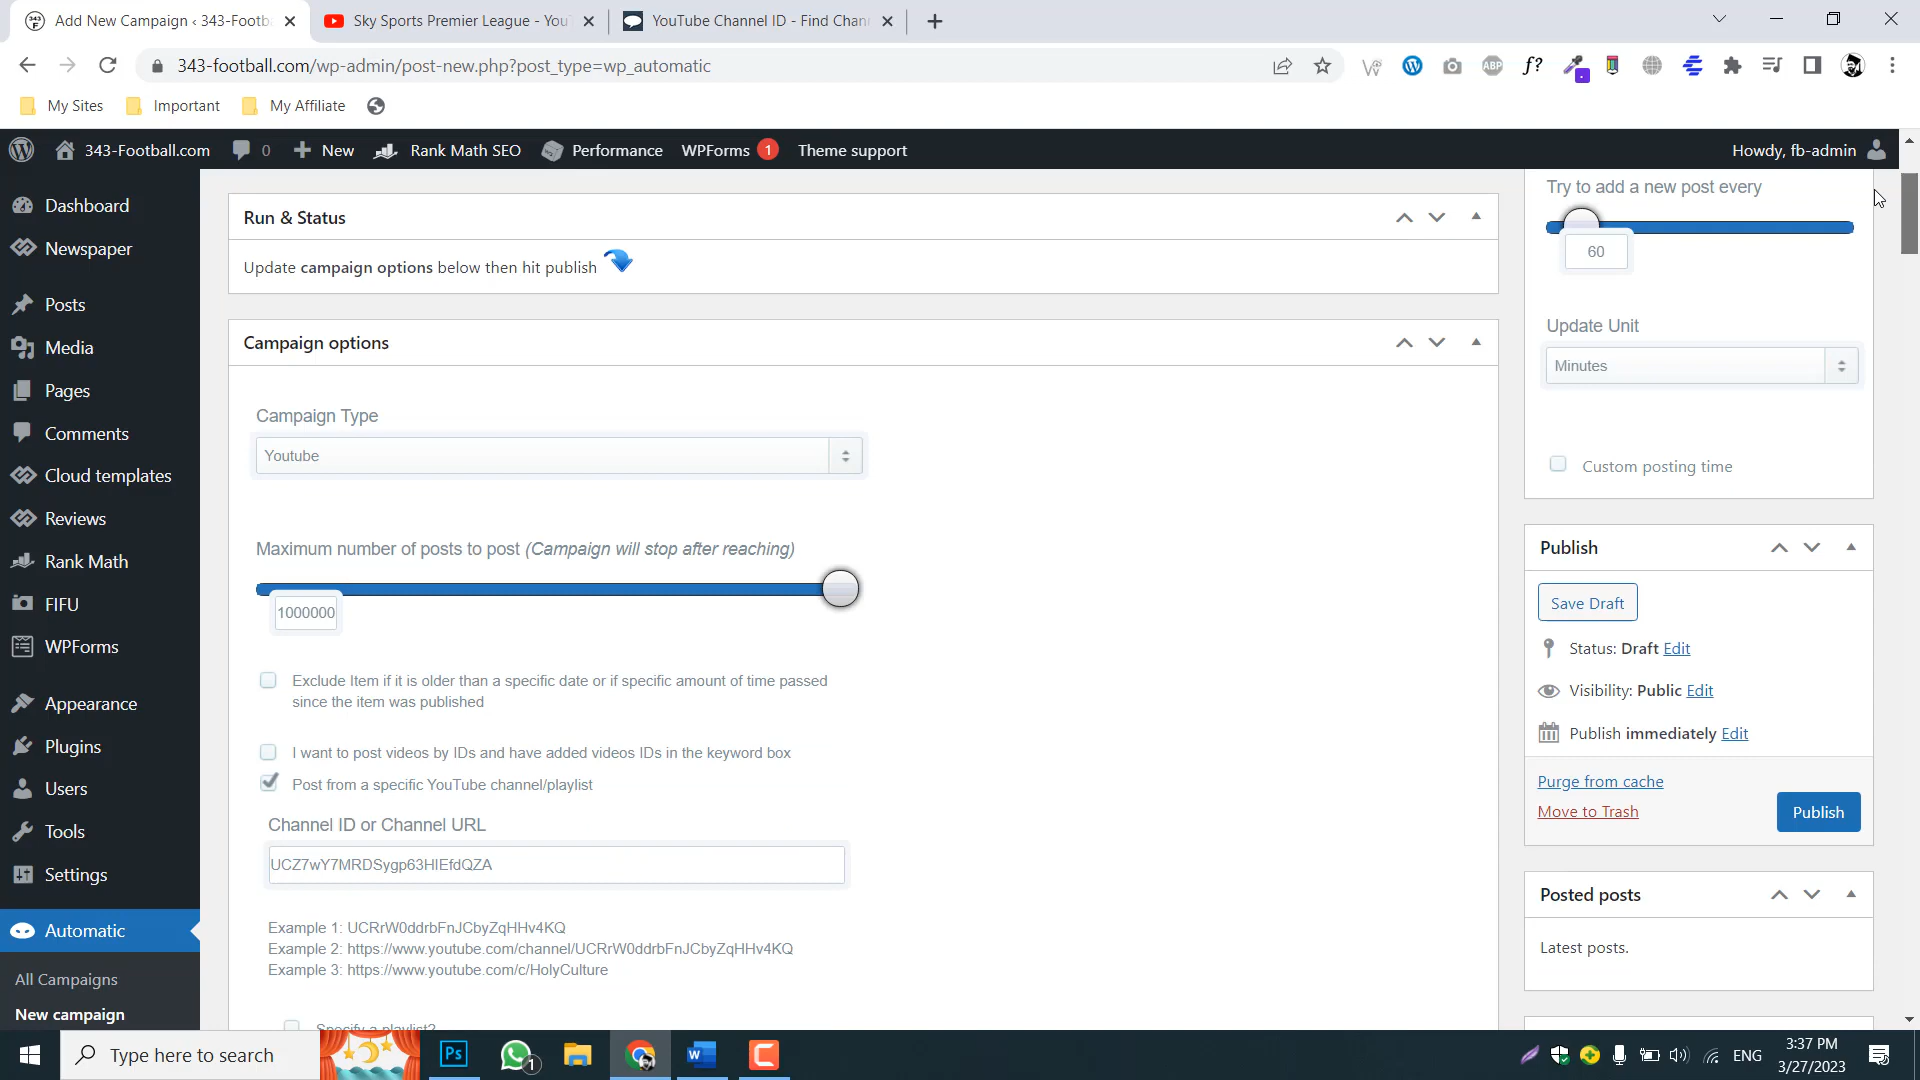 Add New Campaign ‹ 343-Footb
Sky Sports Premier League - You
YouTube Channel ID - Find Chan
343-football.com/wp-admin/post-new.php?post_type=wp_automatic
ABP
f?
My Sites
Important
My Affiliate
343-Football.com
0
New
Rank Math SEO
Performance
WPForms 1
Theme support
Howdy, fb-admin
Dashboard
Newspaper
Posts
Media
Pages
Comments
Cloud templates
Reviews
Rank Math
FIFU
WPForms
Appearance
Plugins
Users
Tools
Settings
Automatic
All Campaigns
New campaign
Run & Status
Update campaign options below then hit publish
Campaign options
Campaign Type
Youtube
Maximum number of posts to post (Campaign will stop after reaching)
1000000
Exclude Item if it is older than a specific date or if specific amount of time passed
since the item was published
I want to post videos by IDs and have added videos IDs in the keyword box
Post from a specific YouTube channel/playlist
Channel ID or Channel URL
UCZ7wY7MRDSygp63HIEfdQZA
Example 1: UCRrW0ddrbFnJCbyZqHHv4KQ
Example 2: https://www.youtube.com/channel/UCRrW0ddrbFnJCbyZqHHv4KQ
Example 3: https://www.youtube.com/c/HolyCulture
Specify a playlist?
Try to add a new post every
60
Update Unit
Minutes
Custom posting time
Publish
Save Draft
Status: Draft Edit
Visibility: Public Edit
Publish immediately Edit
Purge from cache
Move to Trash
Publish
Posted posts
Latest posts.
Type here to search
Ps
1
W
ENG
3:37 PM
3/27/2023